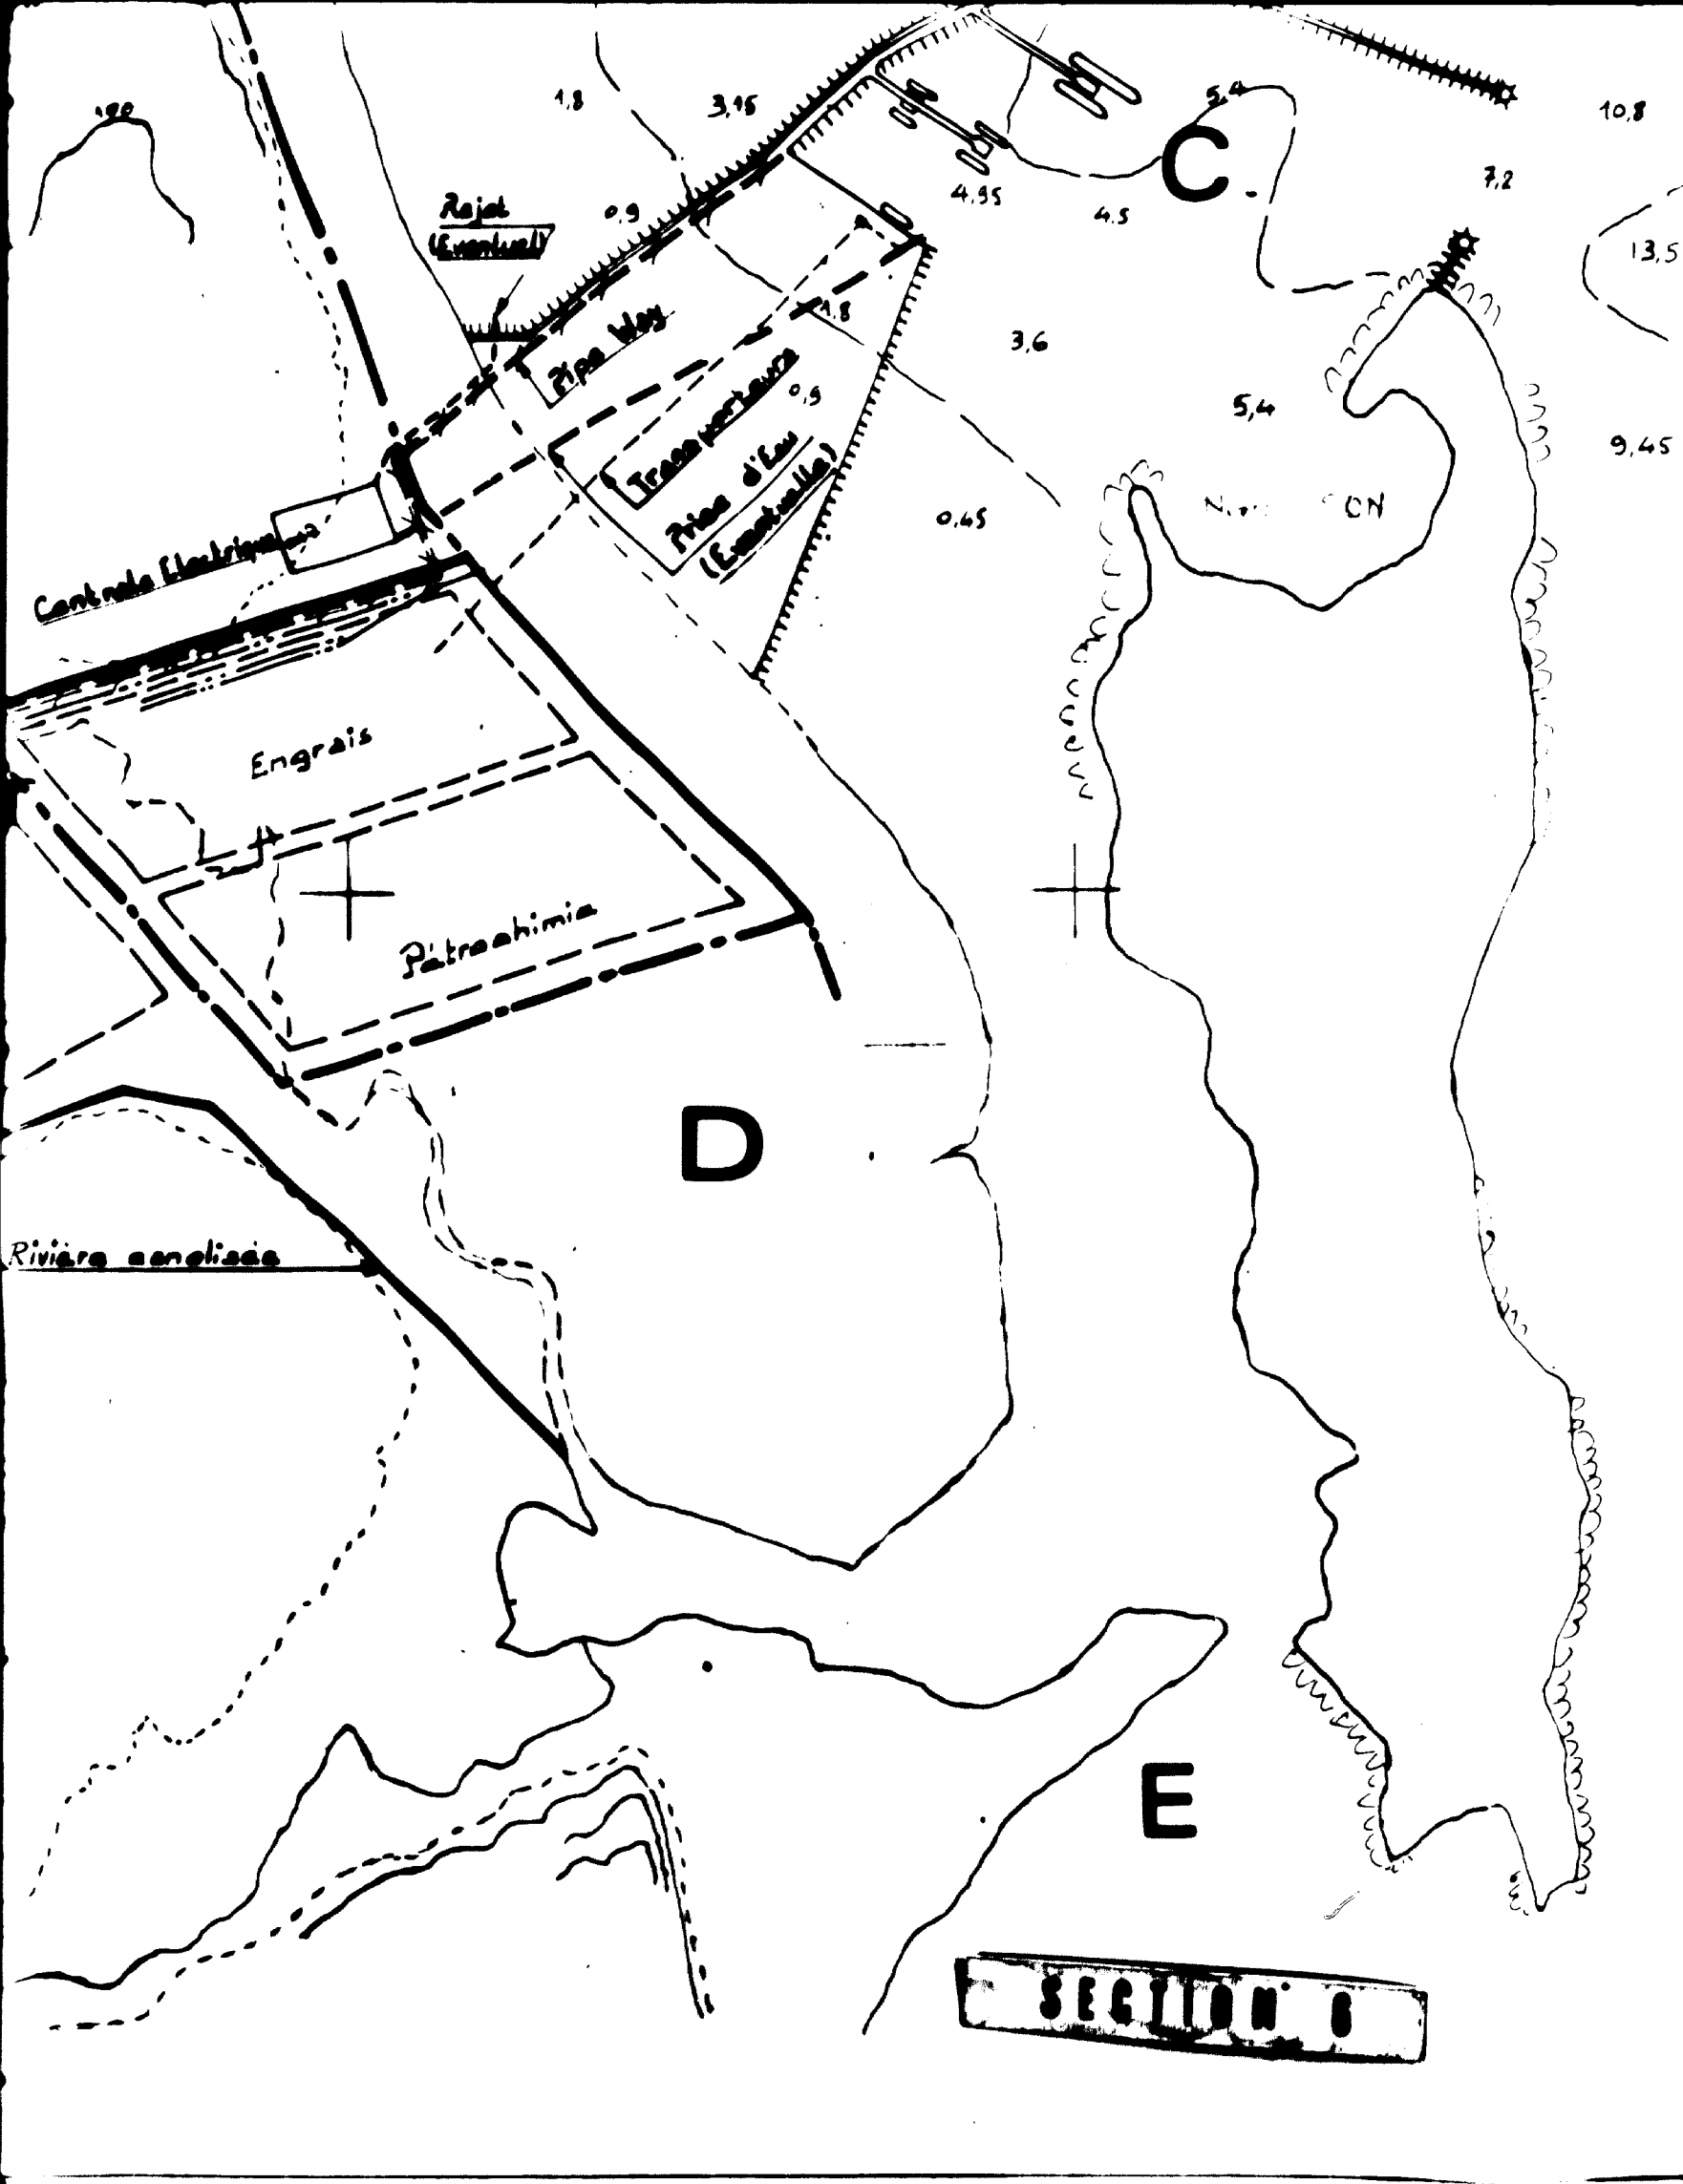 100
1,8
3,15
5,4
10,8
C.
7,2
4,95
4.5
0,9
Rejet
(Eventuel)
13,5
1,8
Pipe Way
3,6
0,9
5,4
Transporteurs
9,45
Prise d'Eau
(Eventuelle)
0,45
CN
Centrale Electrique
Engrais
Pétrochimie
D
Rivière canalisée
E
SECTION 6